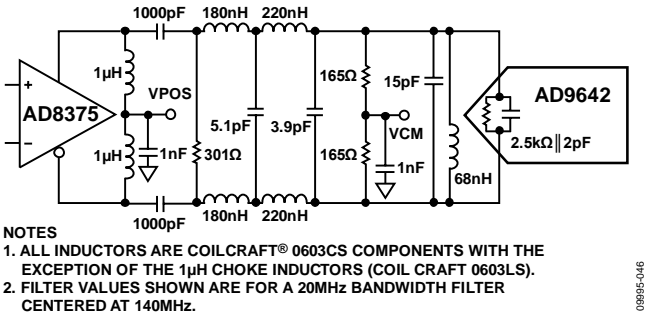 1000pF 180nH 220nH
1µH
VPOS
165Ω
15pF
AD9642
AD8375
+
–
5.1pF 3.9pF
VCM
2.5kΩ||2pF
1µH
1nF
301Ω
165Ω
1nF
68nH
1000pF
180nH 220nH
NOTES
1. ALL INDUCTORS ARE COILCRAFT® 0603CS COMPONENTS WITH THE
EXCEPTION OF THE 1µH CHOKE INDUCTORS (COIL CRAFT 0603LS).
2. FILTER VALUES SHOWN ARE FOR A 20MHz BANDWIDTH FILTER
CENTERED AT 140MHz.
09995-046